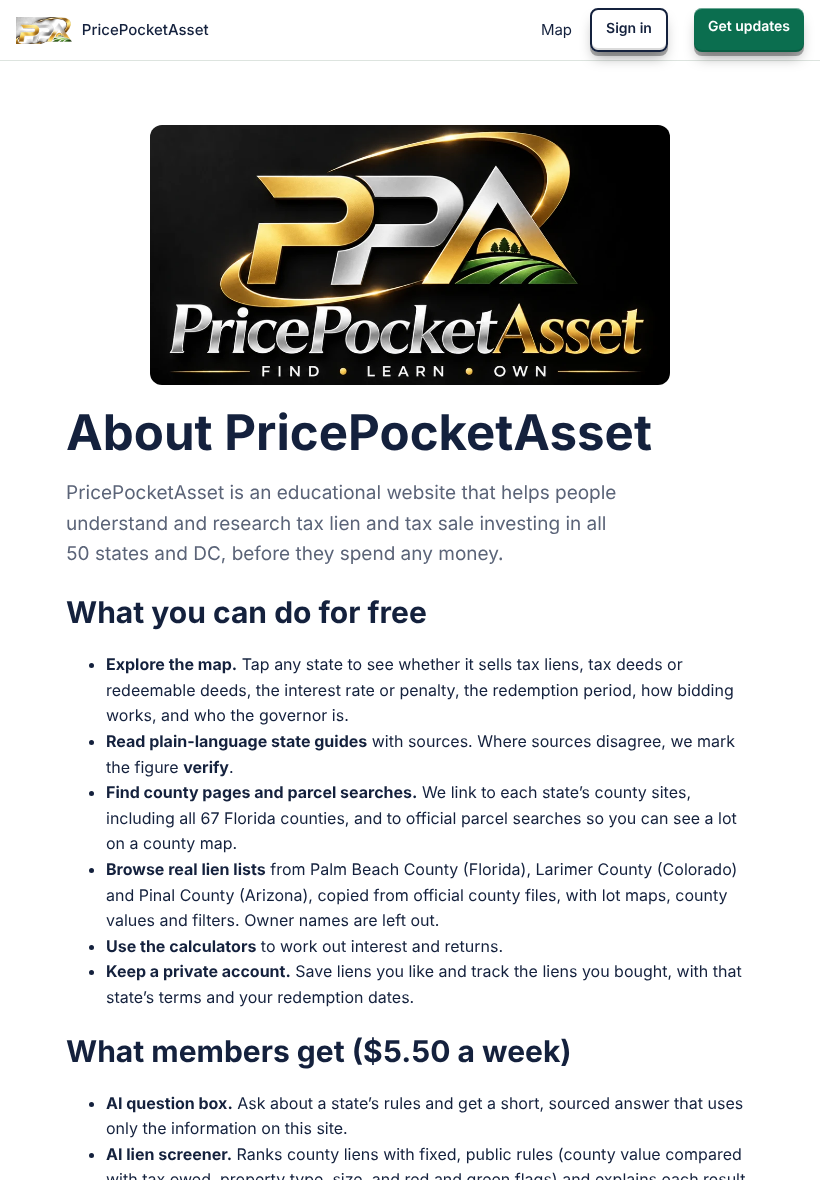 PPA
PricePocketAsset
Map
Sign in
Get updates
PPA
PricePocketAsset
FIND • LEARN • OWN
About PricePocketAsset
PricePocketAsset is an educational website that helps people
understand and research tax lien and tax sale investing in all
50 states and DC, before they spend any money.
What you can do for free
• Explore the map. Tap any state to see whether it sells tax liens, tax deeds or
redeemable deeds, the interest rate or penalty, the redemption period, how bidding
works, and who the governor is.
• Read plain-language state guides with sources. Where sources disagree, we mark
the figure verify.
• Find county pages and parcel searches. We link to each state’s county sites,
including all 67 Florida counties, and to official parcel searches so you can see a lot
on a county map.
• Browse real lien lists from Palm Beach County (Florida), Larimer County (Colorado)
and Pinal County (Arizona), copied from official county files, with lot maps, county
values and filters. Owner names are left out.
• Use the calculators to work out interest and returns.
• Keep a private account. Save liens you like and track the liens you bought, with that
state’s terms and your redemption dates.
What members get ($5.50 a week)
• AI question box. Ask about a state’s rules and get a short, sourced answer that uses
only the information on this site.
• AI lien screener. Ranks county liens with fixed, public rules (county value compared
with tax owed, property type, size, and red and green flags) and explains each result